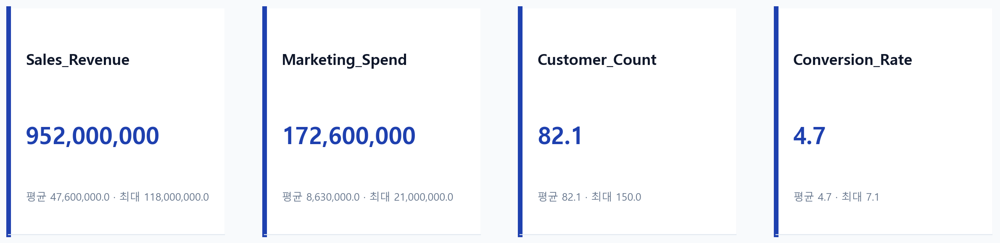 Sales_Revenue
952,000,000
평균 47,600,000.0 · 최대 118,000,000.0
Marketing_Spend
172,600,000
평균 8,630,000.0 · 최대 21,000,000.0
Customer_Count
82.1
평균 82.1 · 최대 150.0
Conversion_Rate
4.7
평균 4.7 · 최대 7.1